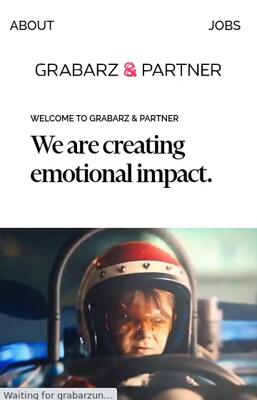 ABOUT JOBS
GRABARZ & PARTNER
WELCOME TO GRABARZ & PARTNER
We are creating
emotional impact.
Waiting for grabarzun...